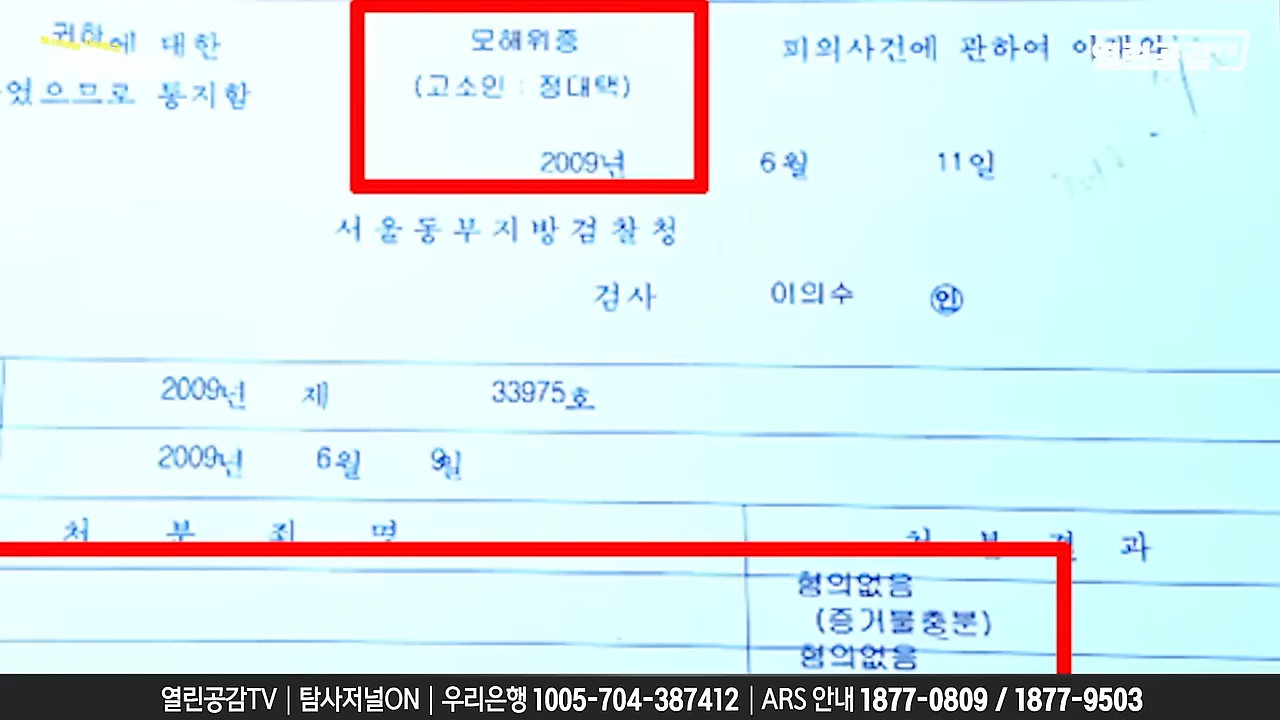 귀하에 대한 모해위증 피의사건에 관하여
었으므로 통지함 (고소인 : 정대택)
2009년 6월 11일
서울동부지방검찰청
검사 이의수 인
2009년 제 33975호
2009년 6월 9일
처 분 죄 명 처 분 결 과
혐의없음
(증거불충분)
혐의없음
열린공감TV | 탐사저널ON | 우리은행 1005-704-387412 | ARS 안내 1877-0809 / 1877-9503